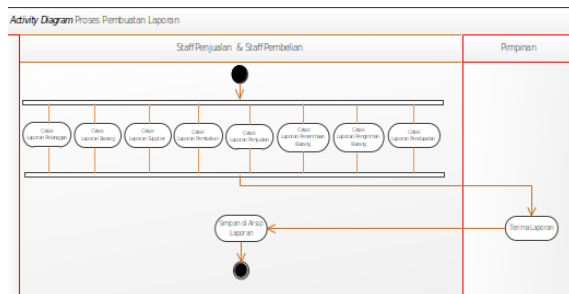 Activity Diagram Proses Pembuatan Laporan
Staff Penjualan & Staff Pembelian
Pimpinan
Cetak
Laporan Pelanggan
Cetak
Laporan Barang
Cetak
Laporan Supplier
Cetak
Laporan Pembelian
Cetak
Laporan Penjualan
Cetak
Laporan Penerimaan
Barang
Cetak
Laporan Pengiriman
Barang
Cetak
Laporan Pendapatan
Simpan di Arsip
Laporan
Terima Laporan